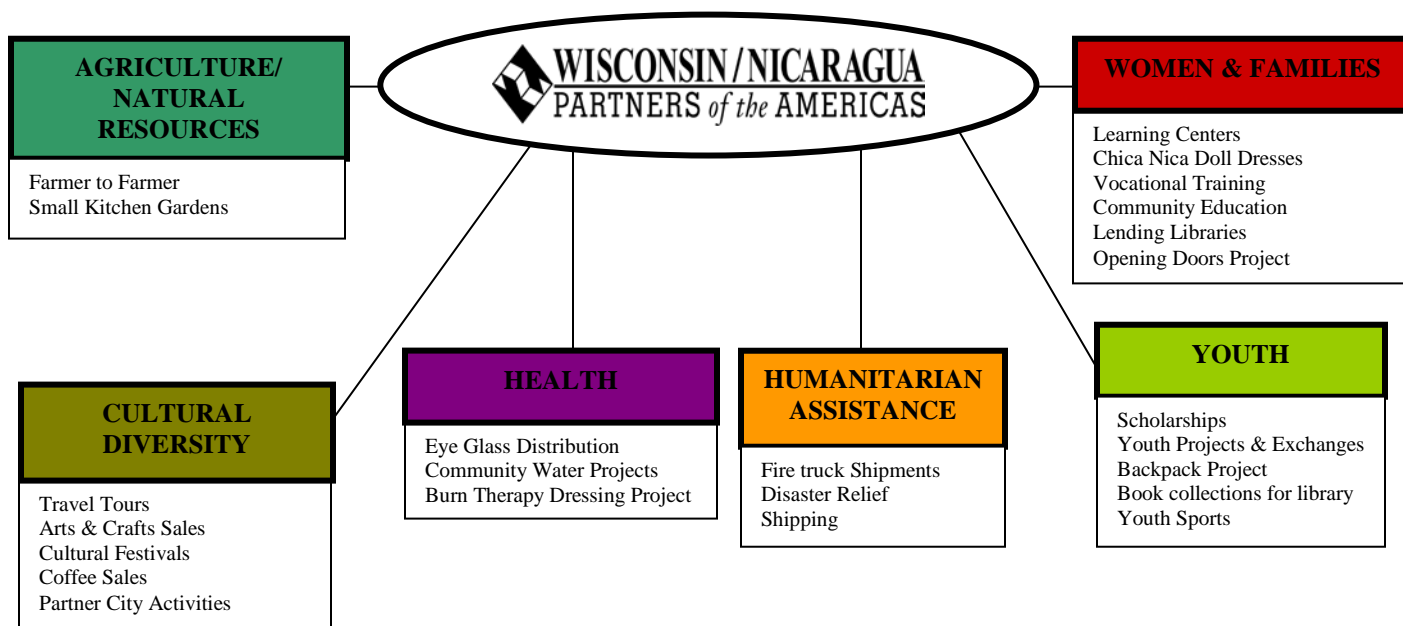 WISCONSIN/NICARAGUA
PARTNERS of the AMERICAS
AGRICULTURE/
NATURAL
RESOURCES
Farmer to Farmer
Small Kitchen Gardens
WOMEN & FAMILIES
Learning Centers
Chica Nica Doll Dresses
Vocational Training
Community Education
Lending Libraries
Opening Doors Project
CULTURAL
DIVERSITY
Travel Tours
Arts & Crafts Sales
Cultural Festivals
Coffee Sales
Partner City Activities
HEALTH
Eye Glass Distribution
Community Water Projects
Burn Therapy Dressing Project
HUMANITARIAN
ASSISTANCE
Fire truck Shipments
Disaster Relief
Shipping
YOUTH
Scholarships
Youth Projects & Exchanges
Backpack Project
Book collections for library
Youth Sports